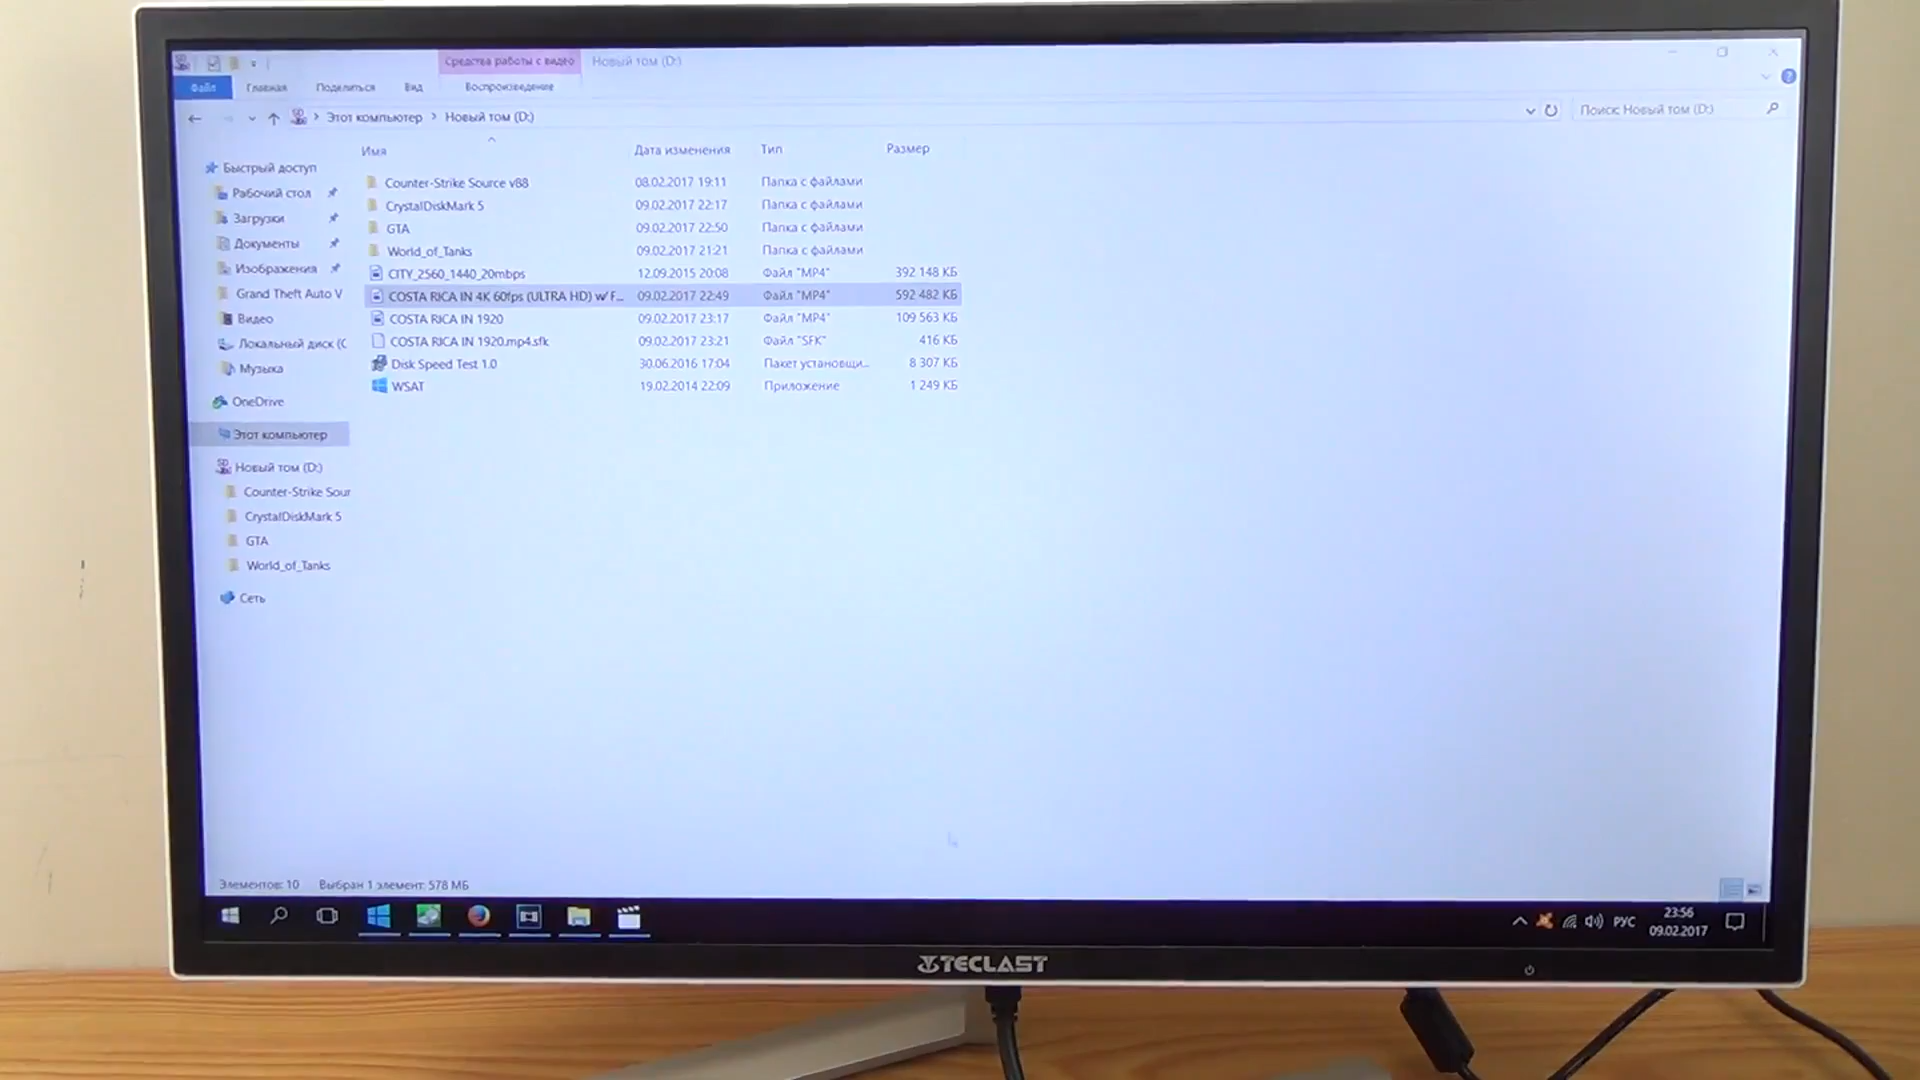 Средства работы с видео Новый том (D:)
Файл Главная Поделиться Вид Воспроизведение
Этот компьютер Новый том (D:) Поиск: Новый том (D:)
Имя Дата изменения Тип Размер
Быстрый доступ
Рабочий стол
Загрузки
Документы
Изображения
Grand Theft Auto V
Видео
Локальный диск (C
Музыка
OneDrive
Этот компьютер
Новый том (D:)
Counter-Strike Sour
CrystalDiskMark 5
GTA
World_of_Tanks
Сеть
Counter-Strike Source v88 08.02.2017 19:11 Папка с файлами
CrystalDiskMark 5 09.02.2017 22:17 Папка с файлами
GTA 09.02.2017 22:50 Папка с файлами
World_of_Tanks 09.02.2017 21:21 Папка с файлами
CITY_2560_1440_20mbps 12.09.2015 20:08 Файл "MP4" 392 148 КБ
COSTA RICA IN 4K 60fps (ULTRA HD) w/ F... 09.02.2017 22:49 Файл "MP4" 592 482 КБ
COSTA RICA IN 1920 09.02.2017 23:17 Файл "MP4" 109 563 КБ
COSTA RICA IN 1920.mp4.sfk 09.02.2017 23:21 Файл "SFK" 416 КБ
Disk Speed Test 1.0 30.06.2016 17:04 Пакет установщи... 8 307 КБ
WSAT 19.02.2014 22:09 Приложение 1 249 КБ
Элементов: 10 Выбран 1 элемент: 578 МБ
РУС
23:56
09.02.2017
TECLAST